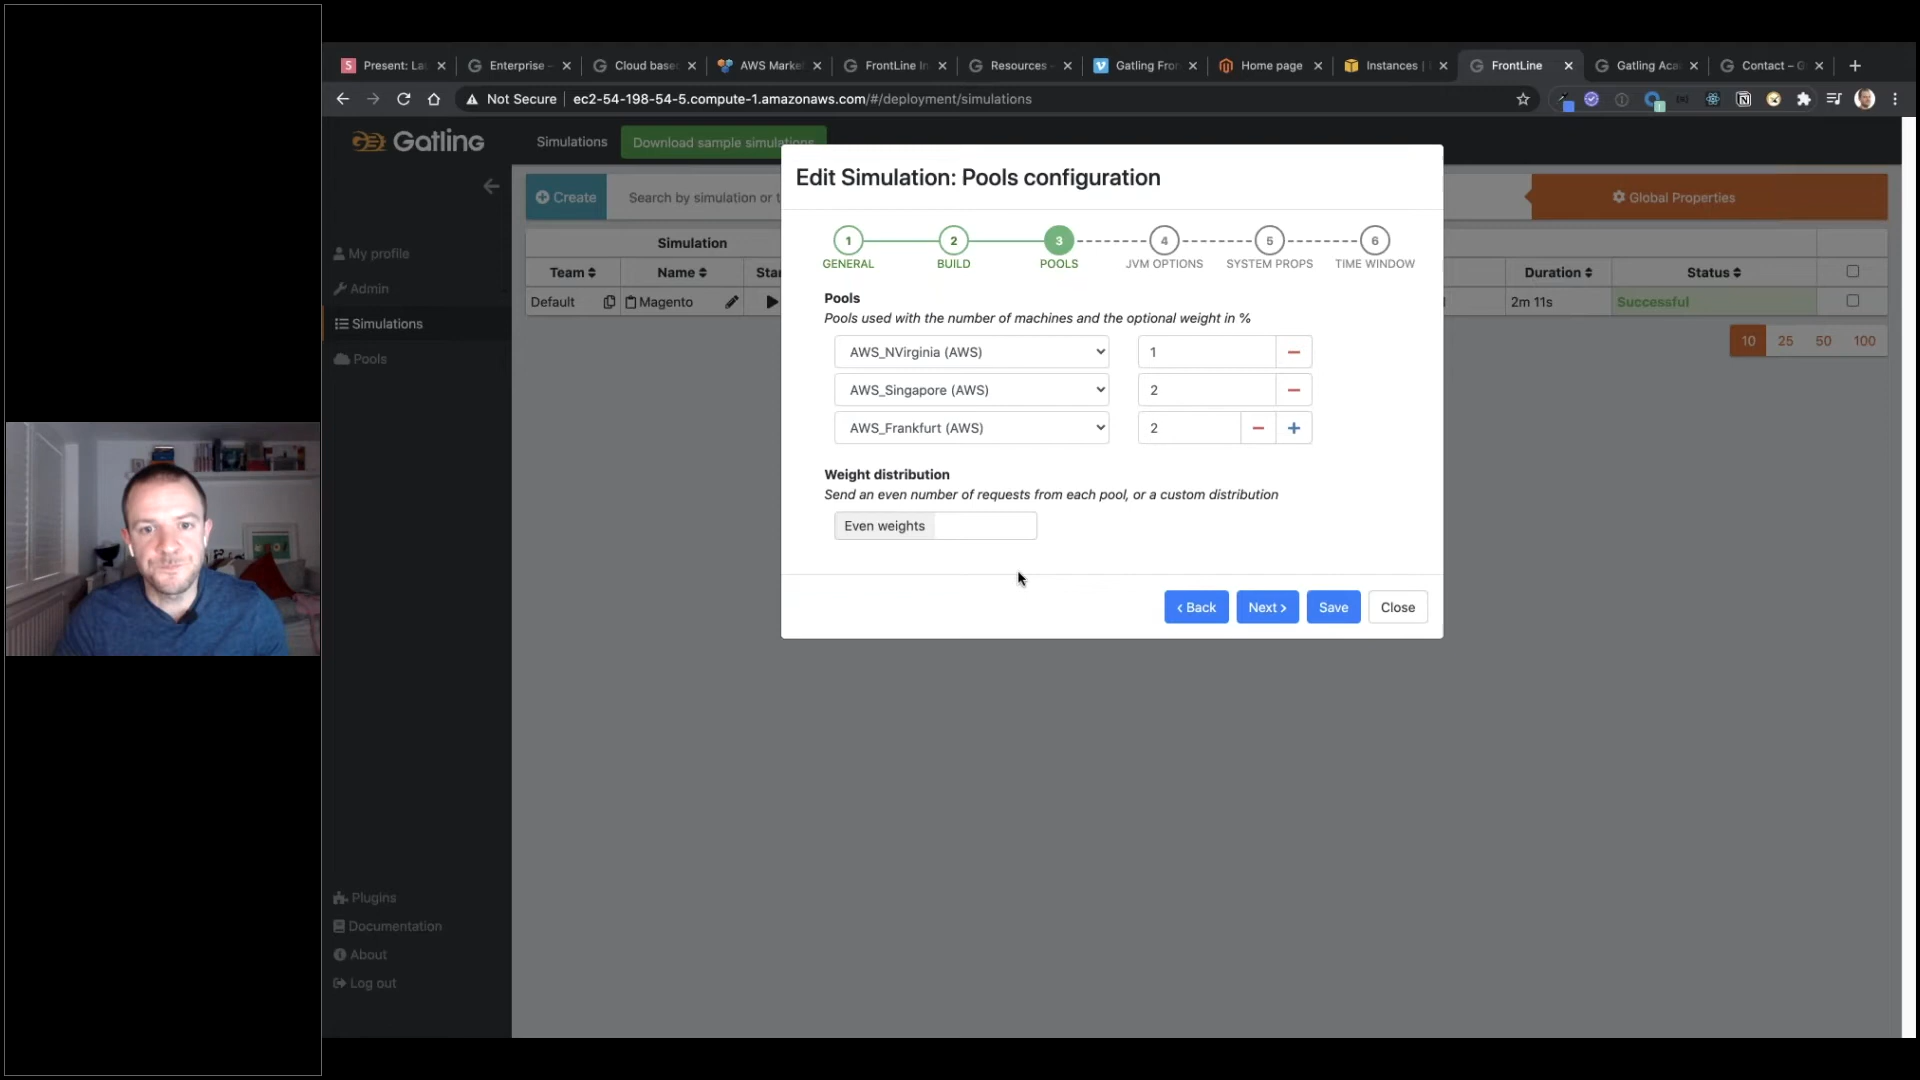 Present: La
Enterprise –
Cloud base
AWS Marke
FrontLine In
Resources
Gatling Fron
Home page
Instances |
FrontLine
Gatling Aca
Contact –
Not Secure
ec2-54-198-54-5.compute-1.amazonaws.com/#/deployment/simulations
Gatling
Simulations
Download sample simulations
Edit Simulation: Pools configuration
Create
Search by simulation or t
Global Properties
1
2
3
4
5
6
GENERAL
BUILD
POOLS
JVM OPTIONS
SYSTEM PROPS
TIME WINDOW
Simulation
My profile
Team
Name
Star
Duration
Status
Admin
Default
Magento
2m 11s
Successful
Simulations
Pools
10
25
50
100
Pools
Pools used with the number of machines and the optional weight in %
AWS_NVirginia (AWS)
1
AWS_Singapore (AWS)
2
AWS_Frankfurt (AWS)
2
Weight distribution
Send an even number of requests from each pool, or a custom distribution
Even weights
‹ Back
Next ›
Save
Close
Plugins
Documentation
About
Log out